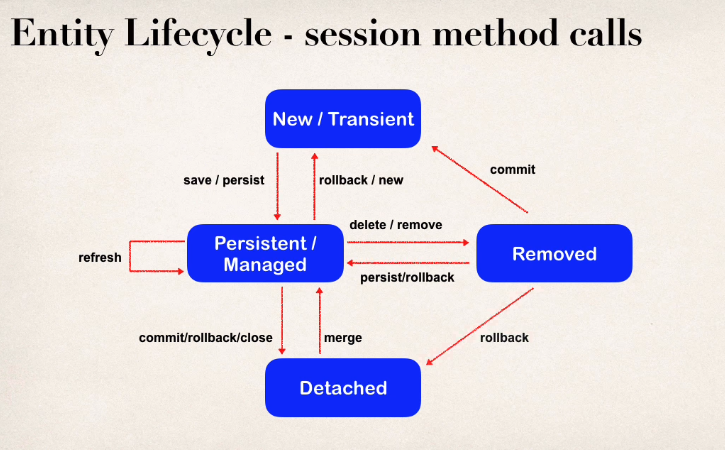 Entity Lifecycle - session method calls
New / Transient
save / persist
rollback / new
commit
delete / remove
Persistent /
Managed
Removed
refresh
persist/rollback
commit/rollback/close
merge
rollback
Detached